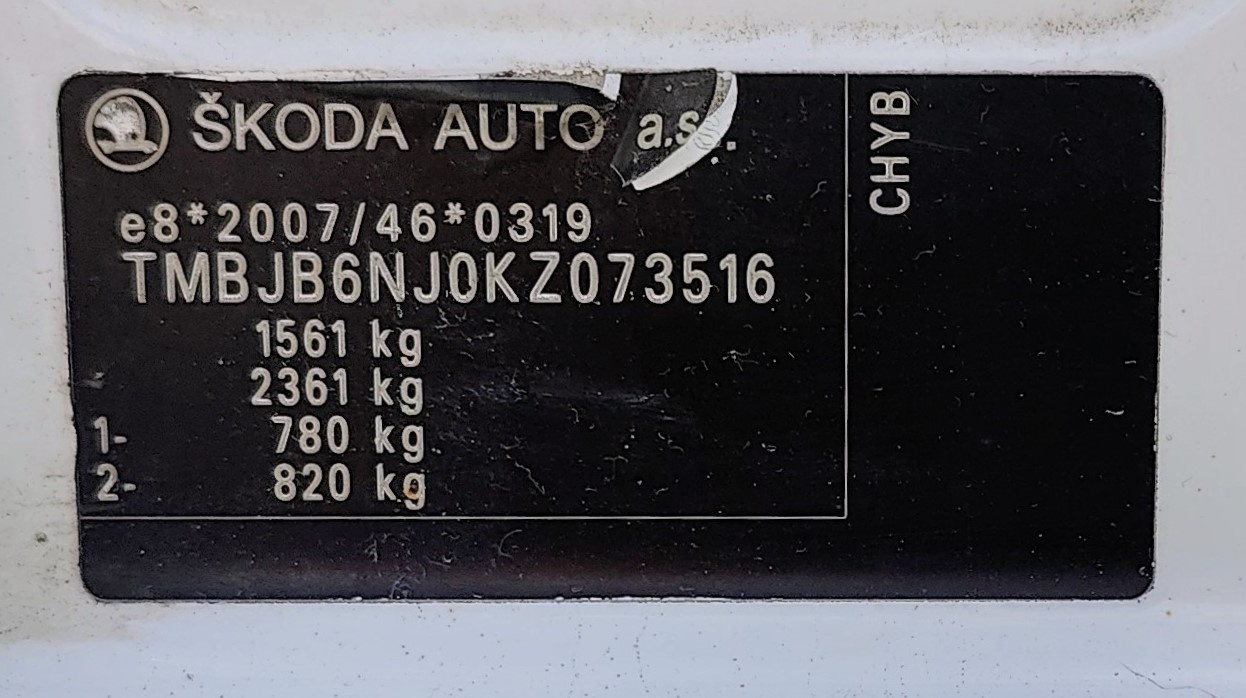 ŠKODA AUTO a.s.
e8*2007/46*0319
TMBJB6NJ0KZ073516
1561 kg
2361 kg
1- 780 kg
2- 820 kg
CHYB